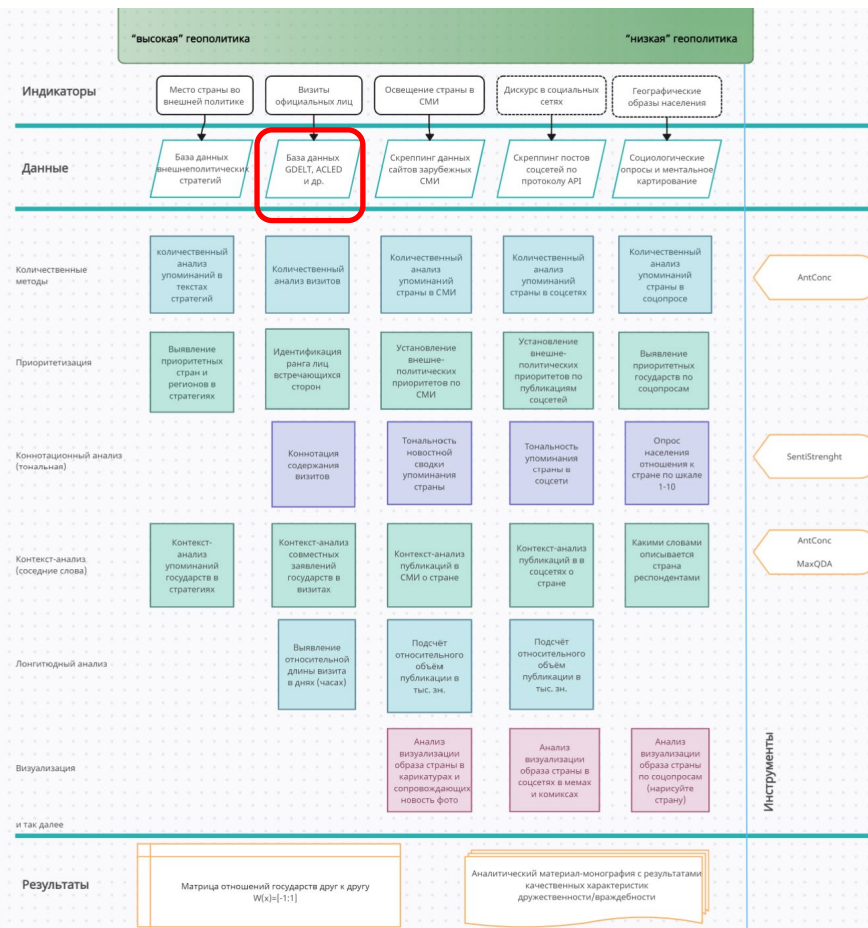 "высокая" геополитика
"низкая" геополитика
Индикаторы
Место страны во
внешней политике
Визиты
официальных лиц
Освещение страны в
СМИ
Дискурс в социальных
сетях
Географические
образы населения
Данные
База данных
внешнеполитических
стратегий
База данных
GDELT, ACLED
и др.
Скреппинг данных
сайтов зарубежных
СМИ
Скреппинг постов
соцсетей по
протоколу API
Социологические
опросы и ментальное
картирование
Количественные
методы
количественный
анализ
упоминаний в
текстах
стратегий
Количественный
анализ визитов
Количественный
анализ
упоминаний
страны в СМИ
Количественный
анализ
упоминаний
страны в соцсетях
Количественный
анализ
упоминаний
страны в
соцопросе
AntConc
Приоритетизация
Выявление
приоритетных
стран и
регионов в
стратегиях
Идентификация
ранга лиц
встречающихся
сторон
Установление
внешне-
политических
приоритетов по
СМИ
Установление
внешне-
политических
приоритетов по
публикациям
соцсетей
Выявление
приоритетных
государств по
соцопросам
Коннотационный анализ
(тональная)
Коннотация
содержания
визитов
Тональность
новостной
сводки
упоминания
страны
Тональность
упоминания
страны в
соцсети
Опрос
населения
отношения к
стране по шкале
1-10
SentiStrenght
Контекст-анализ
(соседние слова)
Контекст-
анализ
упоминаний
государств в
стратегиях
Контекст-анализ
совместных
заявлений
государств в
визитах
Контекст-анализ
публикаций в
СМИ о стране
Контекст-анализ
публикаций в в
соцсетях о
стране
Какими словами
описывается
страна
респондентами
AntConc
MaxQDA
Лонгитюдный анализ
Выявление
относительной
длины визита
в днях (часах)
Подсчёт
относительного
объём
публикации в
тыс. зн.
Подсчёт
относительного
объём
публикации в
тыс. зн.
Визуализация
Анализ
визуализации
образа страны в
карикатурах и
сопровождающих
новость фото
Анализ
визуализации
образа страны в
соцсетях в мемах
и комиксах
Анализ
визуализации
образа страны
по соцопросам
(нарисуйте
страну)
Инструменты
и так далее
Результаты
Матрица отношений государств друг к другу
W(x)=[-1:1]
Аналитический материал-монография с результатами
качественных характеристик
дружественности/враждебности